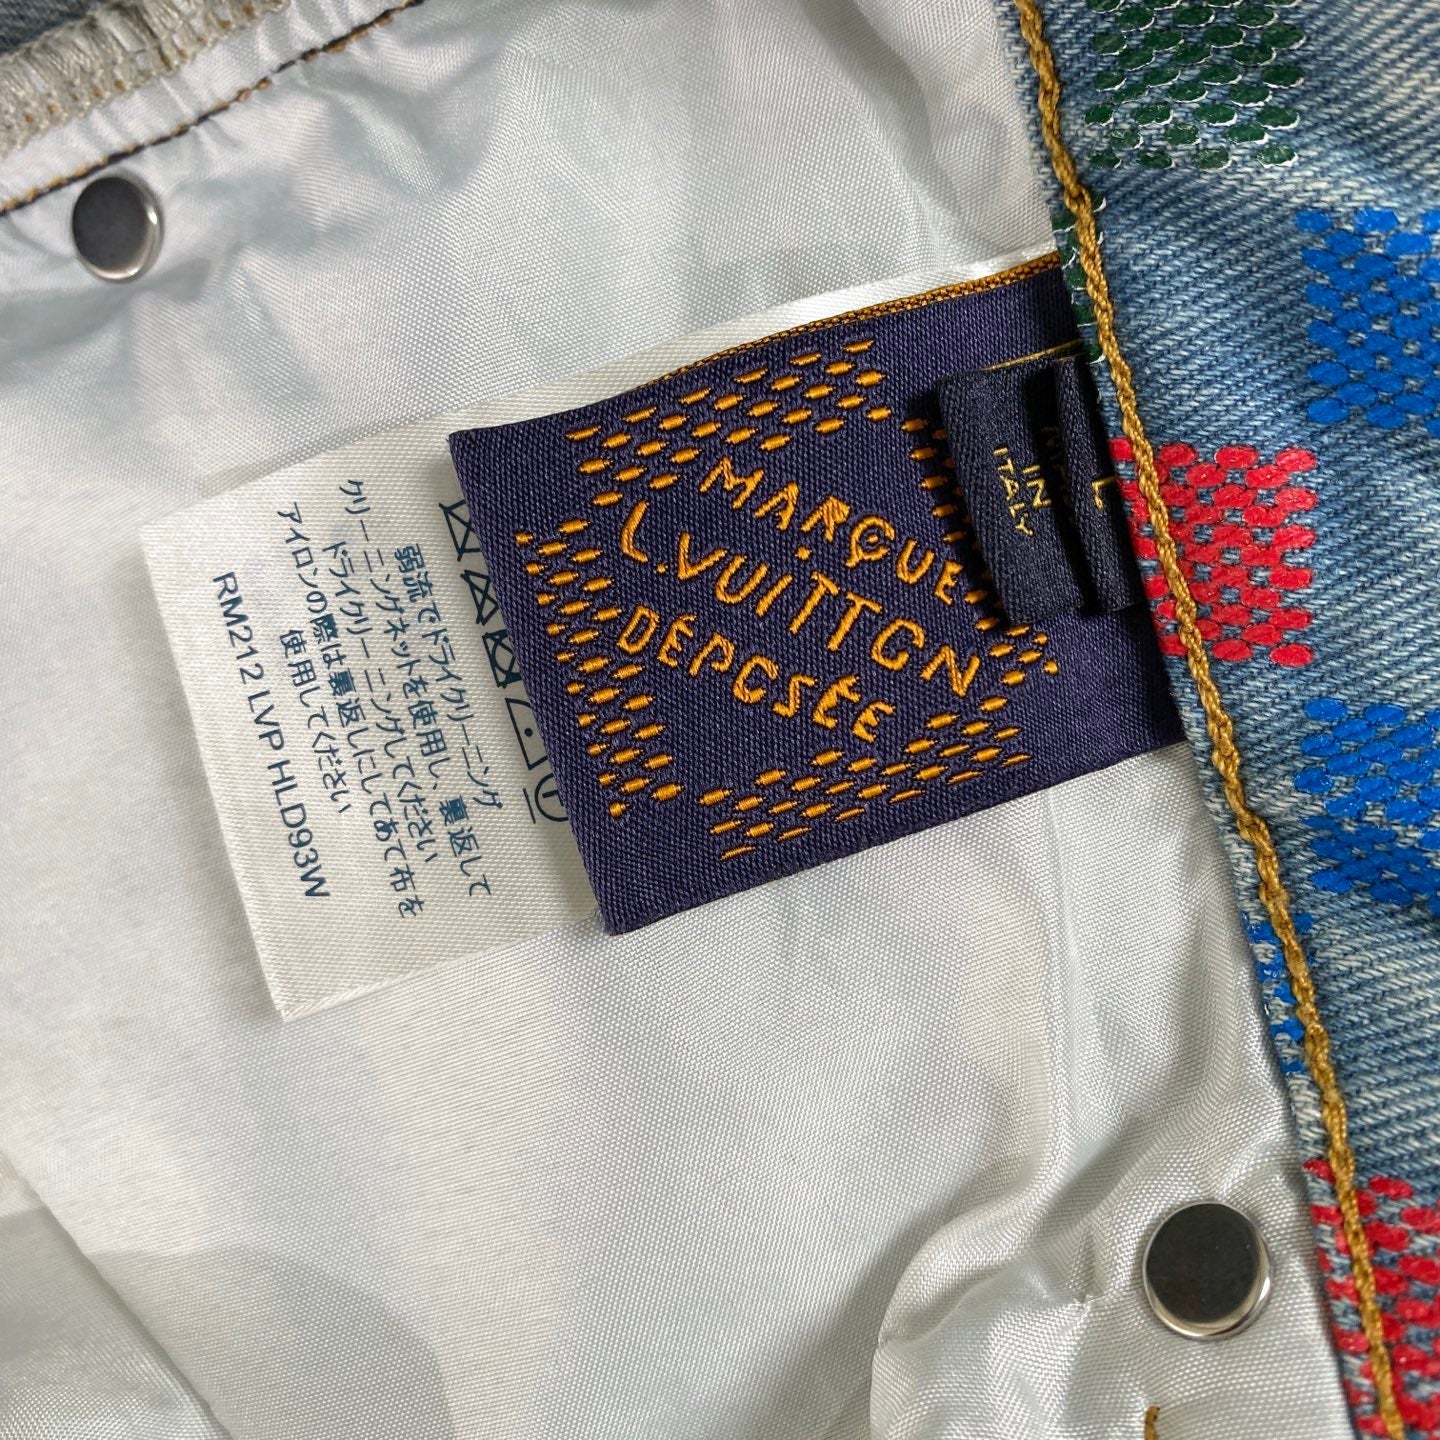 MARQUE
L.VUITTON
DÉPOSÉE
L
IN
ITALY
弱流でドライクリーニング
クリーニングネットを使用し、裏返して
ドライクリーニングしてください
アイロンの際は裏返しにしてあて布を
使用してください
RM212 LVP HLD93W